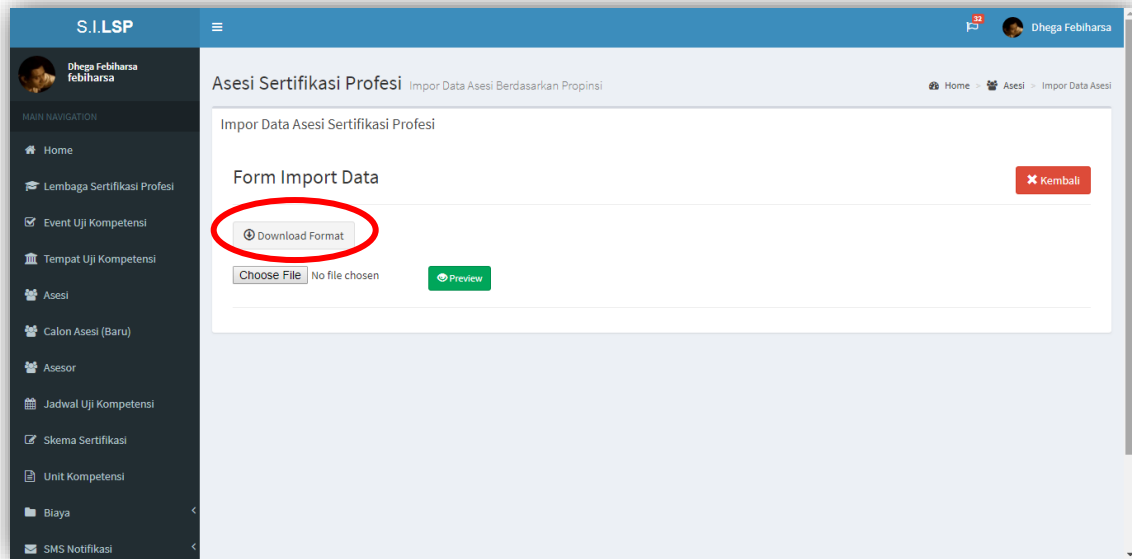 S.I.LSP
32
Dhega Febiharsa
Dhega Febiharsa
febiharsa
MAIN NAVIGATION
Home
Lembaga Sertifikasi Profesi
Event Uji Kompetensi
Tempat Uji Kompetensi
Asesi
Calon Asesi (Baru)
Asesor
Jadwal Uji Kompetensi
Skema Sertifikasi
Unit Kompetensi
Biaya
SMS Notifikasi
Asesi Sertifikasi Profesi Impor Data Asesi Berdasarkan Propinsi
Home > Asesi > Impor Data Asesi
Impor Data Asesi Sertifikasi Profesi
Form Import Data
Kembali
Download Format
Choose File No file chosen
Preview